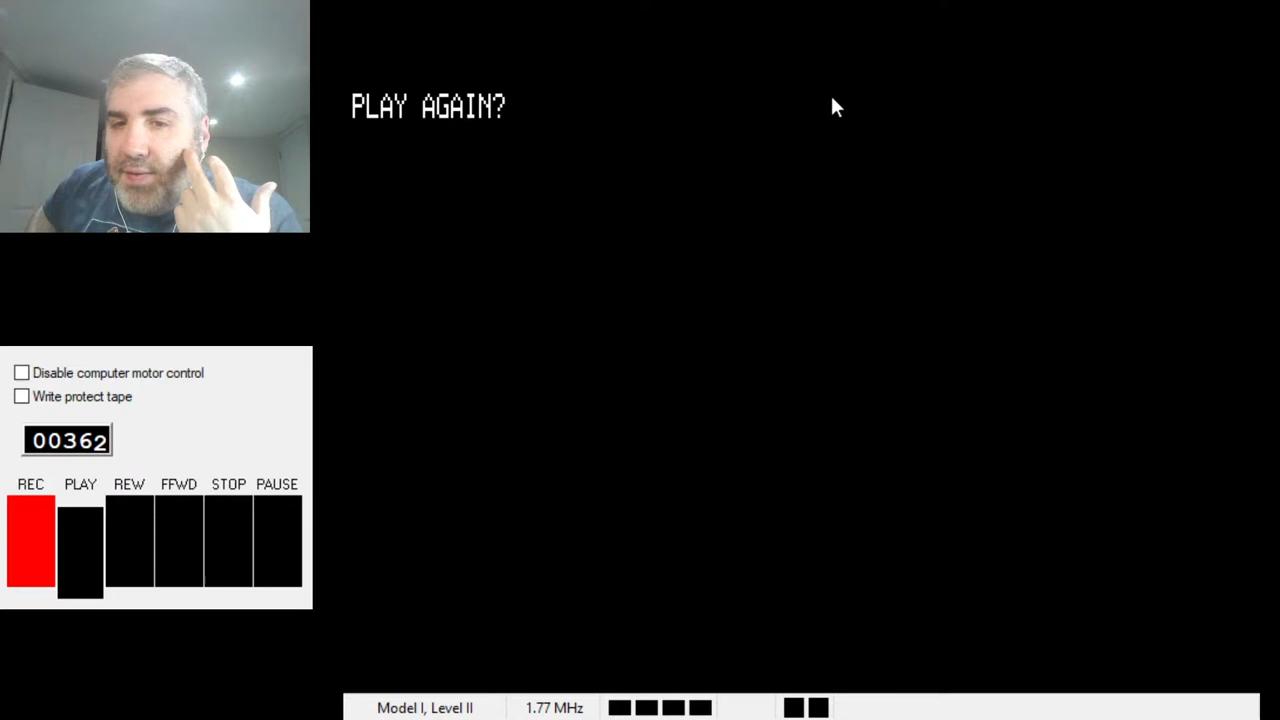 PLAY AGAIN?
Disable computer motor control
Write protect tape
00362
REC PLAY REW FFWD STOP PAUSE
Model I, Level II 1.77 MHz